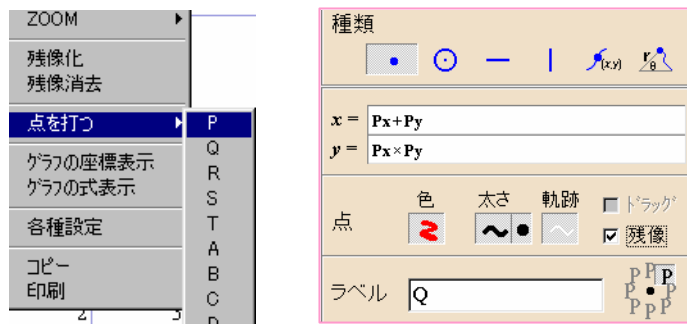 ZOOM
残像化
残像消去
点を打つ
グラフの座標表示
グラフの式表示
各種設定
コピー
印刷
P
Q
R
S
T
A
B
C
D
2 3
種類
(x,y) r θ
x = Px+Py
y = Px×Py
点 色 太さ 軌跡 ドラッグ
残像
ラベル Q
P P P
P P
P P P